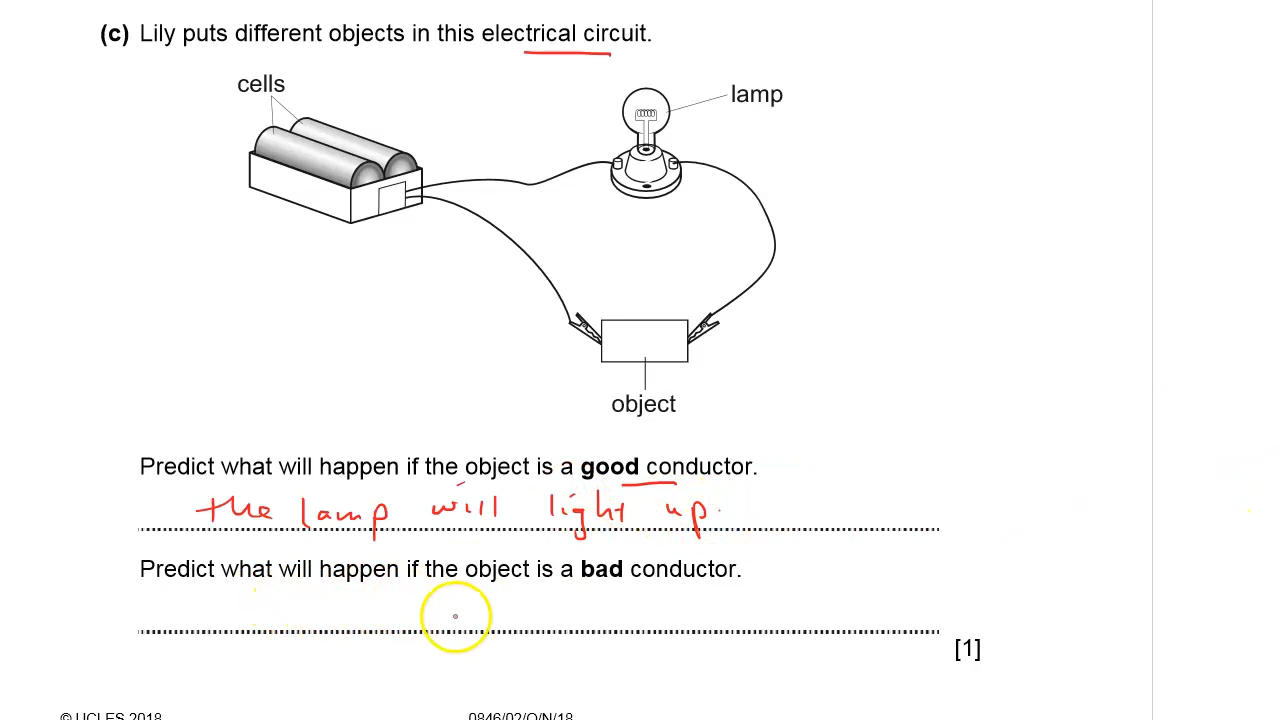 (c) Lily puts different objects in this electrical circuit.
cells
lamp
object
Predict what will happen if the object is a good conductor.
the lamp will light up.
Predict what will happen if the object is a bad conductor.
[1]
© UCLES 2018 0846/02/O/N/18